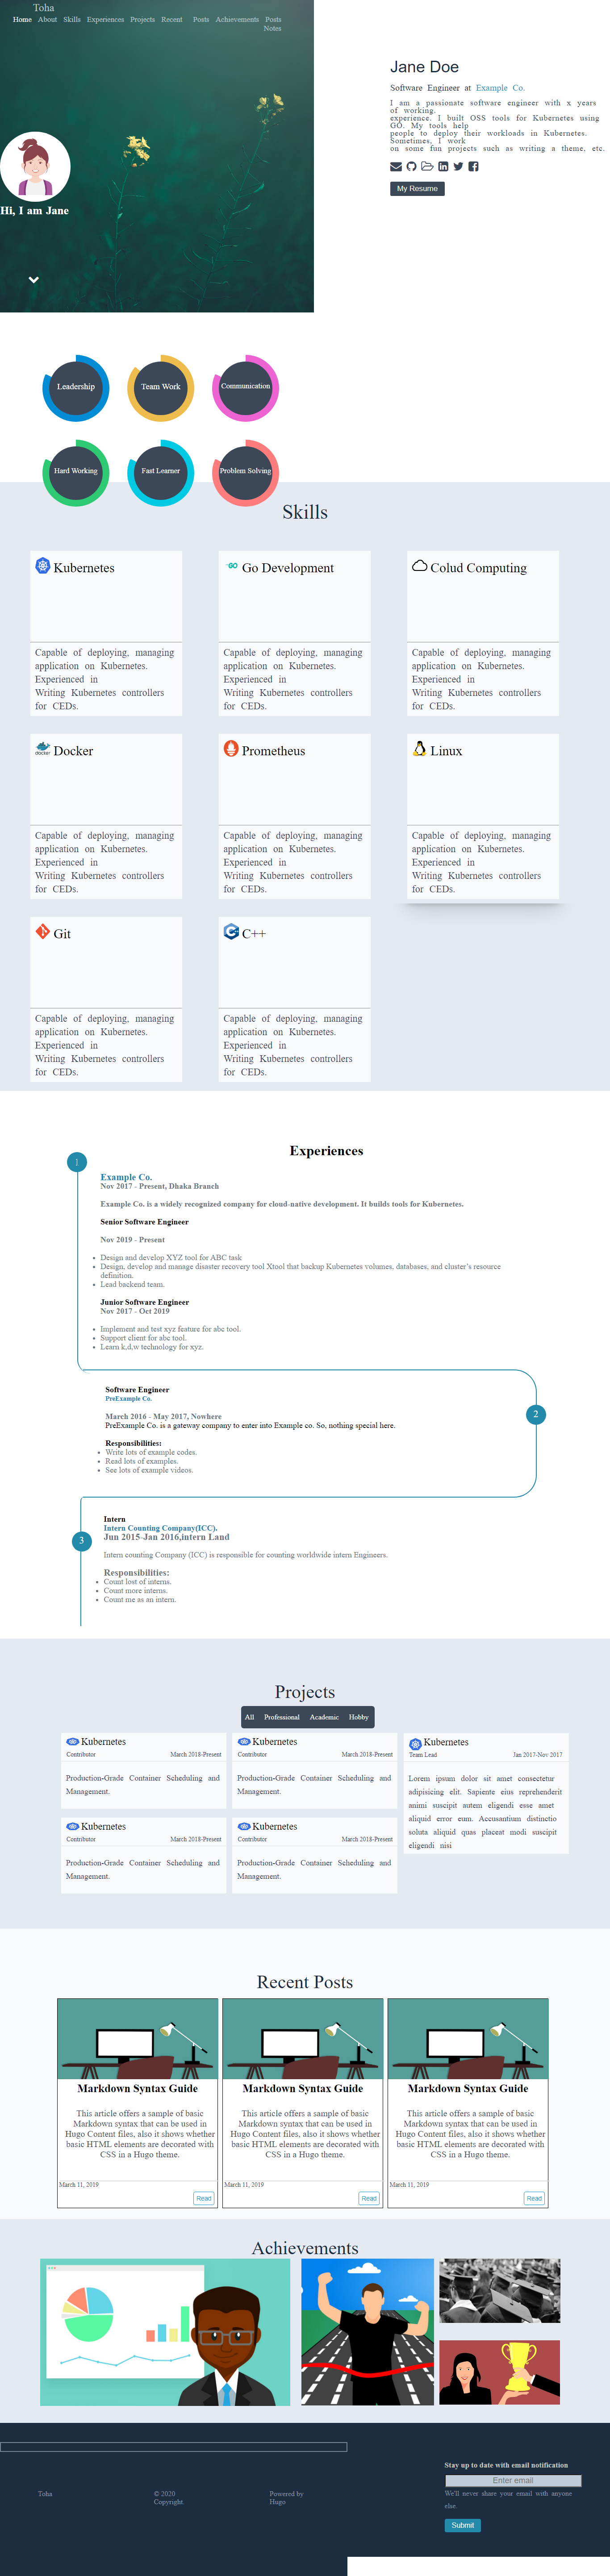 Toha
Home About Skills Experiences Projects Recent Posts Achievements Posts
Notes
Hi, I am Jane
Jane Doe
Software Engineer at Example Co.
I am a passionate software engineer with x years
of working.
experience. I built OSS tools for Kubernetes using
GO. My tools help
people to deploy their workloads in Kubernetes.
Sometimes, I work
on some fun projects such as writing a theme, etc.
My Resume
Leadership
Team Work
Communication
Hard Working
Fast Learner
Problem Solving
Skills
Kubernetes
Capable of deploying, managing
application on Kubernetes.
Experienced in
Writing Kubernetes controllers
for CEDs.
Go Development
Capable of deploying, managing
application on Kubernetes.
Experienced in
Writing Kubernetes controllers
for CEDs.
Colud Computing
Capable of deploying, managing
application on Kubernetes.
Experienced in
Writing Kubernetes controllers
for CEDs.
docker
Docker
Capable of deploying, managing
application on Kubernetes.
Experienced in
Writing Kubernetes controllers
for CEDs.
Prometheus
Capable of deploying, managing
application on Kubernetes.
Experienced in
Writing Kubernetes controllers
for CEDs.
Linux
Capable of deploying, managing
application on Kubernetes.
Experienced in
Writing Kubernetes controllers
for CEDs.
Git
Capable of deploying, managing
application on Kubernetes.
Experienced in
Writing Kubernetes controllers
for CEDs.
C++
Capable of deploying, managing
application on Kubernetes.
Experienced in
Writing Kubernetes controllers
for CEDs.
Experiences
1
Example Co.
Nov 2017 - Present, Dhaka Branch
Example Co. is a widely recognized company for cloud-native development. It builds tools for Kubernetes.
Senior Software Engineer
Nov 2019 - Present
Design and develop XYZ tool for ABC task
Design, develop and manage disaster recovery tool Xtool that backup Kubernetes volumes, databases, and cluster's resource
definition.
Lead backend team.
Junior Software Engineer
Nov 2017 - Oct 2019
Implement and test xyz feature for abc tool.
Support client for abc tool.
Learn k,d,w technology for xyz.
Software Engineer
PreExample Co.
2
March 2016 - May 2017, Nowhere
PreExample Co. is a gateway company to enter into Example co. So, nothing special here.
Responsibilities:
Write lots of example codes.
Read lots of examples.
See lots of example videos.
Intern
Intern Counting Company(ICC).
Jun 2015-Jan 2016,intern Land
3
Intern counting Company (ICC) is responsible for counting worldwide intern Engineers.
Responsibilities:
Count lost of interns.
Count more interns.
Count me as an intern.
Projects
All Professional Academic Hobby
Kubernetes
Contributor March 2018-Present
Production-Grade Container Scheduling and
Management.
Kubernetes
Contributor March 2018-Present
Production-Grade Container Scheduling and
Management.
Kubernetes
Team Lead Jan 2017-Nov 2017
Lorem ipsum dolor sit amet consectetur
adipisicing elit. Sapiente eius reprehenderit
animi suscipit autem eligendi esse amet
aliquid error eum. Accusantium distinctio
soluta aliquid quas placeat modi suscipit
eligendi nisi
Kubernetes
Contributor March 2018-Present
Production-Grade Container Scheduling and
Management.
Kubernetes
Contributor March 2018-Present
Production-Grade Container Scheduling and
Management.
Recent Posts
Markdown Syntax Guide
This article offers a sample of basic
Markdown syntax that can be used in
Hugo Content files, also it shows whether
basic HTML elements are decorated with
CSS in a Hugo theme.
March 11, 2019
Read
Markdown Syntax Guide
This article offers a sample of basic
Markdown syntax that can be used in
Hugo Content files, also it shows whether
basic HTML elements are decorated with
CSS in a Hugo theme.
March 11, 2019
Read
Markdown Syntax Guide
This article offers a sample of basic
Markdown syntax that can be used in
Hugo Content files, also it shows whether
basic HTML elements are decorated with
CSS in a Hugo theme.
March 11, 2019
Read
Achievements
Toha
© 2020
Copyright
Powered by
Hugo
Stay up to date with email notification
Enter email
We'll never share your email with anyone
else.
Submit